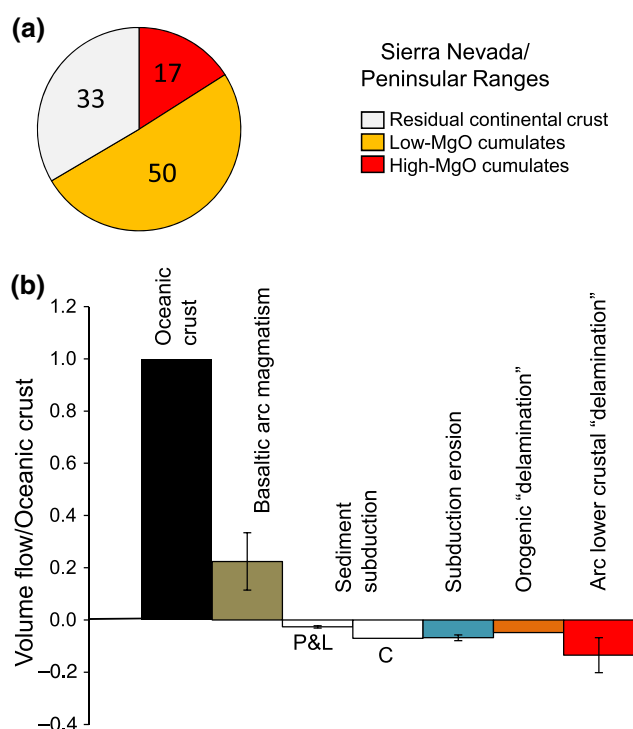 (a)
17
33
50
Sierra Nevada/
Peninsular Ranges
Residual continental crust
Low-MgO cumulates
High-MgO cumulates
(b)
Volume flow/Oceanic crust
1.2
1.0
0.8
0.6
0.4
0.2
0.0
–0.2
–0.4
Oceanic
crust
Basaltic arc magmatism
Sediment
subduction
P&L
C
Subduction erosion
Orogenic “delamination”
Arc lower crustal “delamination”